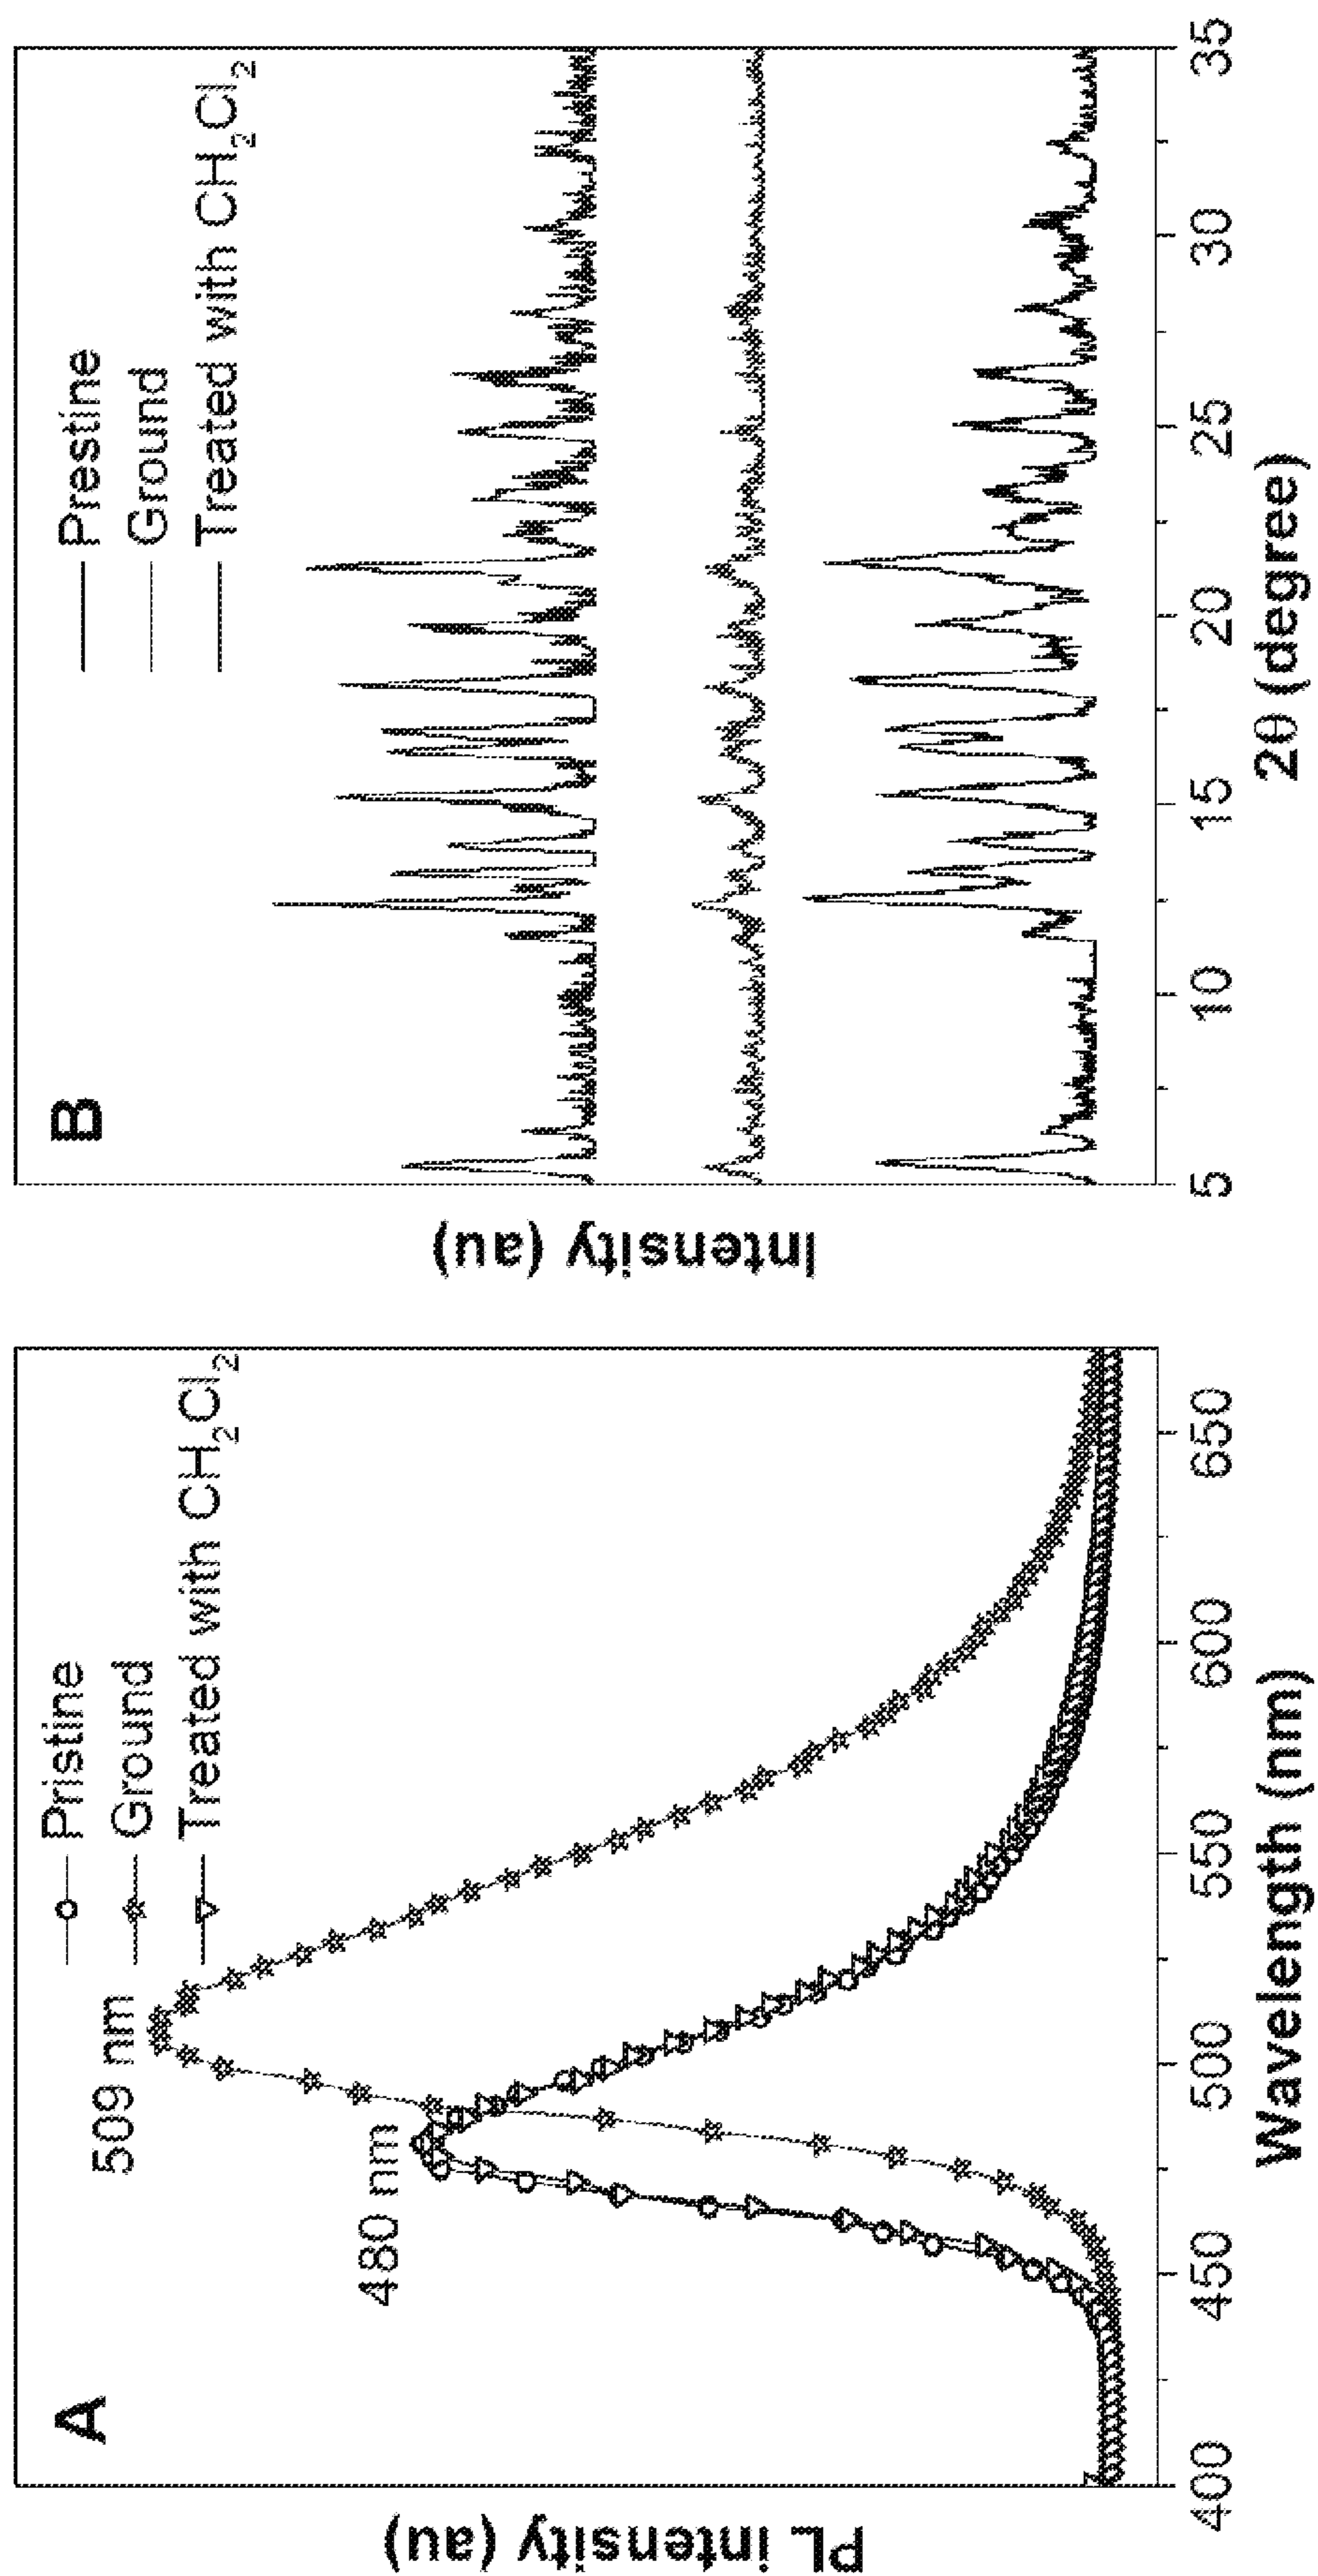 A
Pristine
Ground
Treated with CH2Cl2
509 nm
480 nm
PL intensity (au)
400 450 500 550 600 650
Wavelength (nm)
B
Prestine
Ground
Treated with CH2Cl2
Intensity (au)
5 10 15 20 25 30 35
2θ (degree)